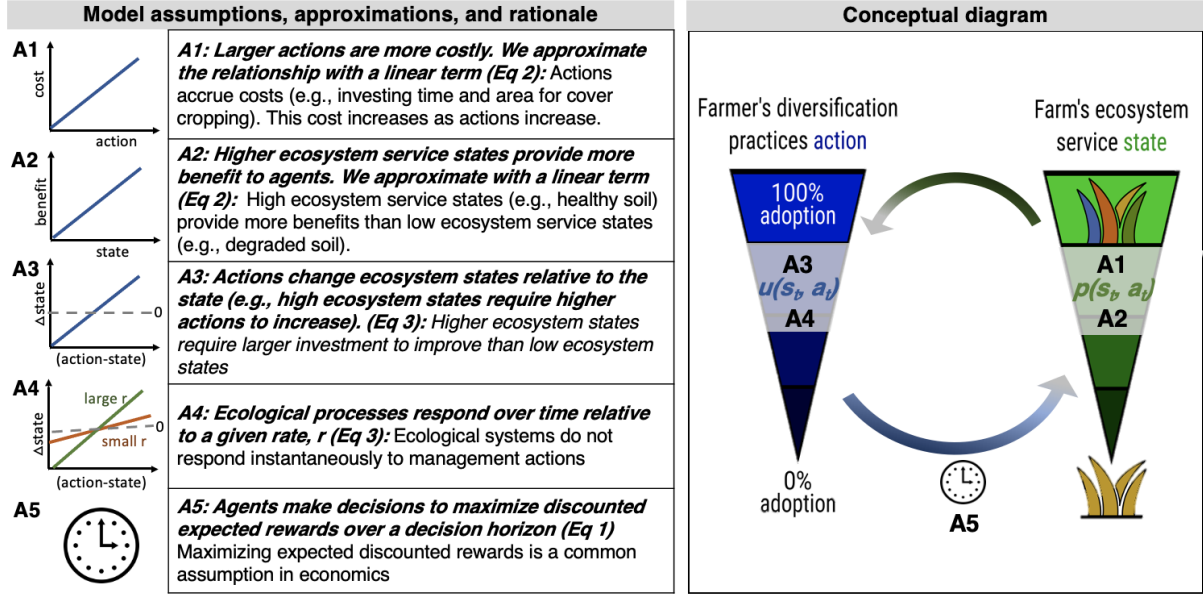 Model assumptions, approximations, and rationale
A1
cost
action
A1: Larger actions are more costly. We approximate
the relationship with a linear term (Eq 2): Actions
accrue costs (e.g., investing time and area for cover
cropping). This cost increases as actions increase.
A2
benefit
state
A2: Higher ecosystem service states provide more
benefit to agents. We approximate with a linear term
(Eq 2): High ecosystem service states (e.g., healthy soil)
provide more benefits than low ecosystem service states
(e.g., degraded soil).
A3
Δstate
0
(action-state)
A3: Actions change ecosystem states relative to the
state (e.g., high ecosystem states require higher
actions to increase). (Eq 3): Higher ecosystem states
require larger investment to improve than low ecosystem
states
A4
Δstate
large r
0
small r
(action-state)
A4: Ecological processes respond over time relative
to a given rate, r (Eq 3): Ecological systems do not
respond instantaneously to management actions
A5
A5: Agents make decisions to maximize discounted
expected rewards over a decision horizon (Eq 1)
Maximizing expected discounted rewards is a common
assumption in economics
Conceptual diagram
Farmer's diversification
practices action
100%
adoption
A3
u(sₜ, aₜ)
A4
0%
adoption
Farm's ecosystem
service state
A1
p(sₜ, aₜ)
A2
A5